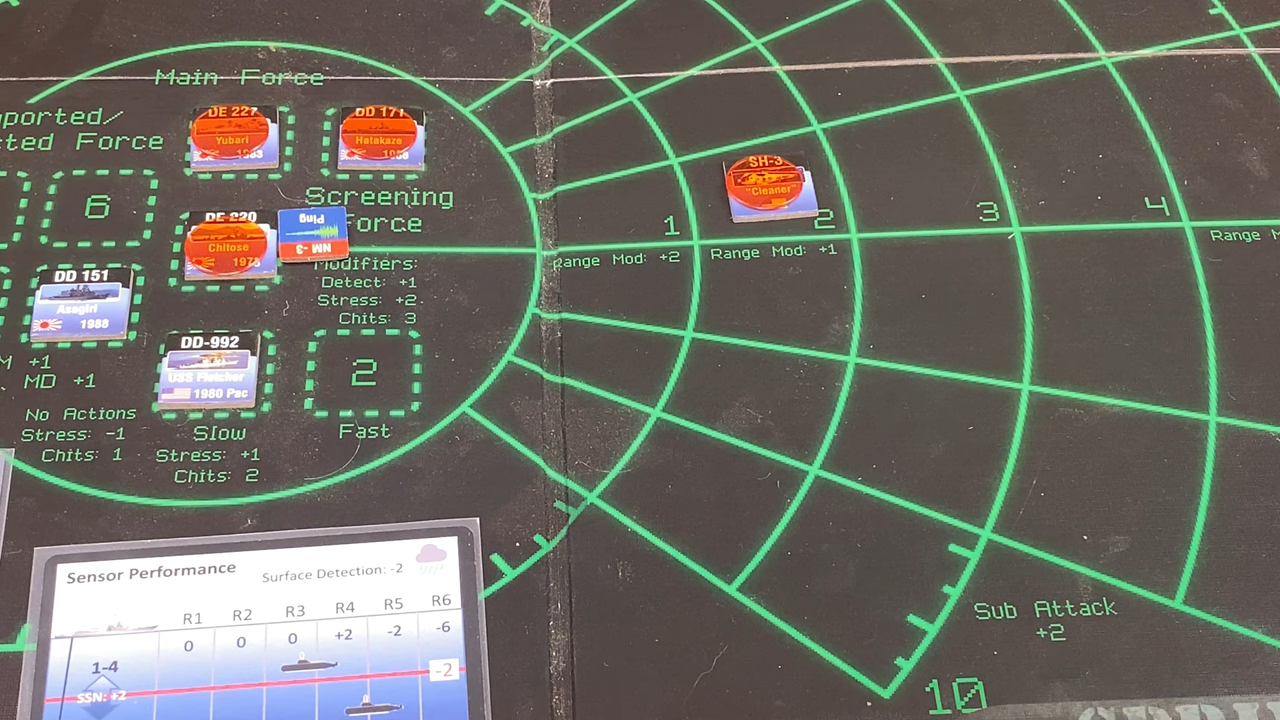 Main Force
ported/
ted Force
DE 227
Yubari
DD 171
Hatakaze
6
Screening
Force
SH-3
"Cleaner"
Chitose
NM -3
Ping
1
2
3
4
Range Mod: +2
Range Mod: +1
Range M
Modifiers:
Detect: +1
Stress: +2
Chits: 3
DD 151
Asagiri
1988
DD-992
USS Fletcher
1980 Pac
2
M +1
MD +1
No Actions
Stress: -1
Chits: 1
Slow
Stress: +1
Chits: 2
Fast
Sensor Performance
Surface Detection: -2
R1 R2 R3 R4 R5 R6
0 0 0 +2 -2 -6
1-4
-2
SSN: +2
Sub Attack
+2
10